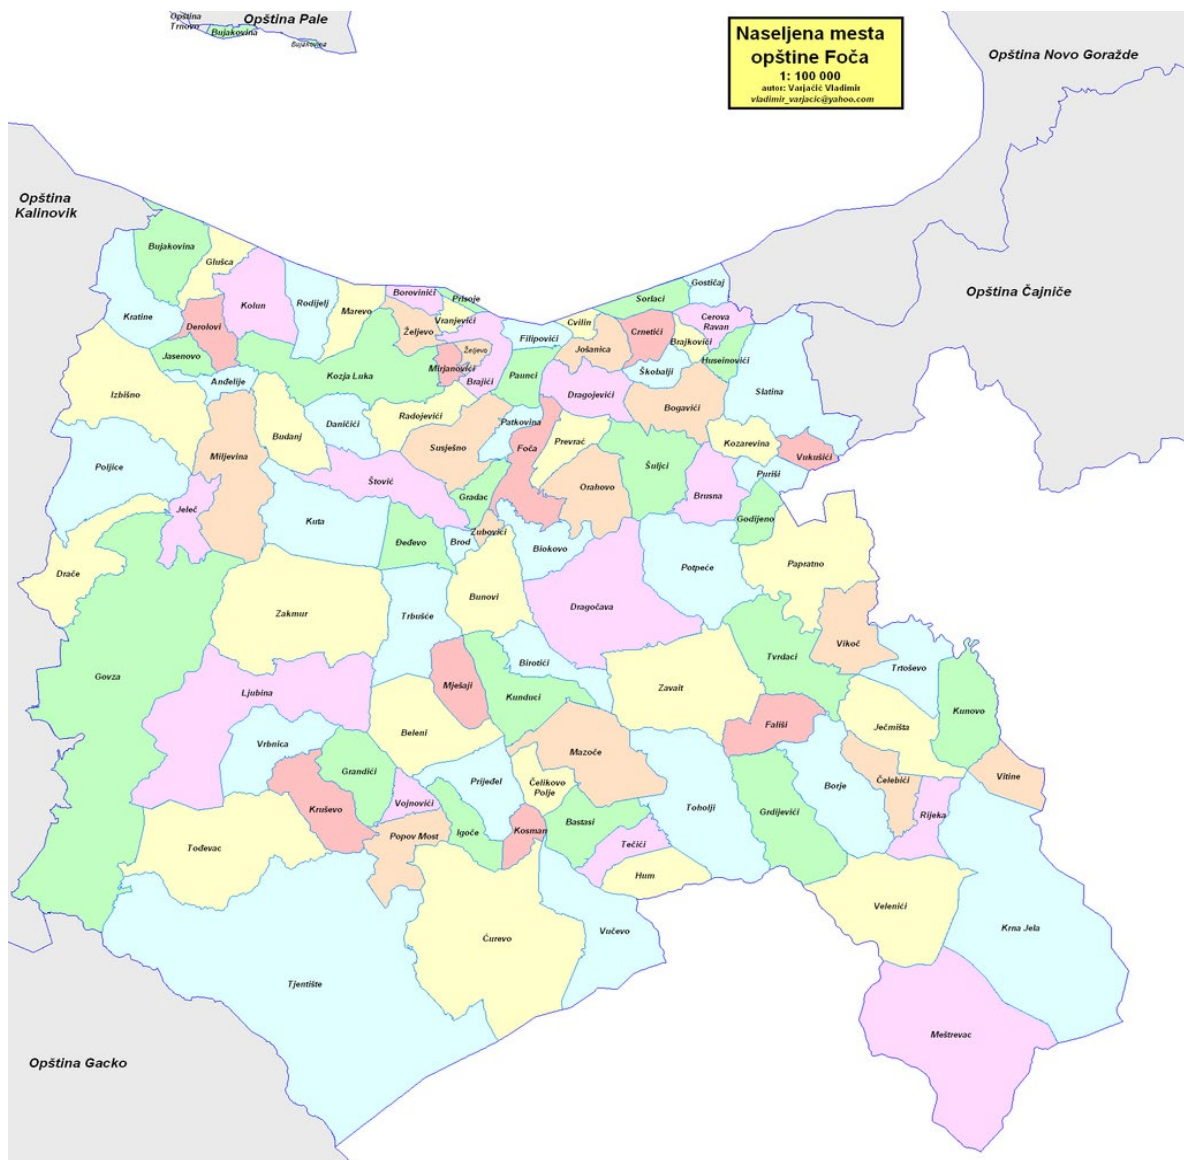 Opština
Trnovo
Opština Pale
Bujakovina
Bujakovina
Naseljena mesta
opštine Foča
1: 100 000
autor: Varjačić Vladimir
vladimir_varjacic@yahoo.com
Opština Novo Goražde
Opština
Kalinovik
Opština Čajniče
Bujakovina
Glušca
Kratine
Kolun
Rodijelj
Marevo
Borovinići
Prisoje
Sorlaci
Gostičaj
Derolovi
Željevo
Vranjevići
Filipovići
Cvilin
Crnetići
Cerova
Ravan
Brajkovići
Jasenovo
Kozja Luka
Mirjanovići
Željevo
Brajići
Paunci
Jošanica
Škobalji
Huseinovići
Slatina
Izbišno
Anđelije
Dragojevići
Bogavići
Budanj
Daničići
Radojevići
Susješno
Patkovina
Foča
Prevrać
Kozarevina
Vukušići
Poljice
Miljevina
Štović
Gradac
Orahovo
Šuljci
Brusna
Puriši
Jeleč
Kuta
Đeđevo
Brod
Zubovići
Biokovo
Godijeno
Drače
Potpeće
Papratno
Zakmur
Trbušće
Bunovi
Dragočava
Vikoč
Govza
Ljubina
Mješaji
Birotići
Kunduci
Zavait
Tvrdaci
Trtoševo
Kunovo
Vrbnica
Beleni
Mazoče
Fališi
Ječmišta
Grandići
Prijeđel
Čelikovo
Polje
Borje
Čelebići
Vitine
Kruševo
Vojnovići
Toholji
Grdijevići
Rijeka
Tođevac
Popov Most
Igoče
Kosman
Bastasi
Tečići
Hum
Velenići
Krna Jela
Ćurevo
Vučevo
Tjentište
Meštrevac
Opština Gacko